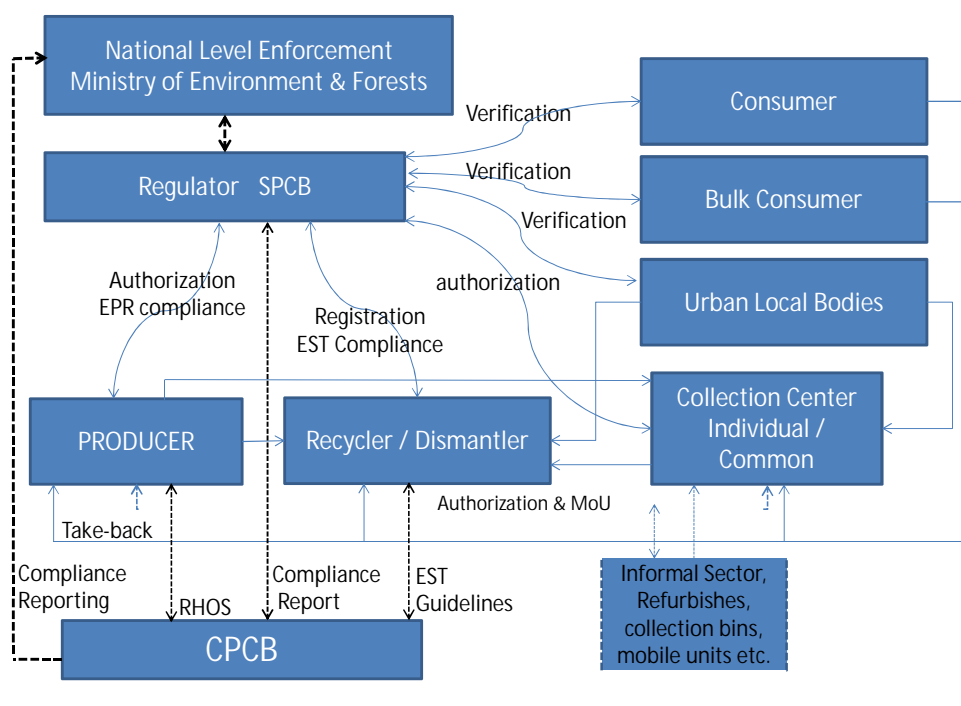 National Level Enforcement
Ministry of Environment & Forests
Consumer
Verification
Regulator SPCB
Verification
Bulk Consumer
Verification
Authorization
EPR compliance
authorization
Urban Local Bodies
Registration
EST Compliance
PRODUCER
Recycler / Dismantler
Collection Center
Individual /
Common
Authorization & MoU
Take-back
Compliance
Reporting
RHOS
Compliance
Report
EST
Guidelines
Informal Sector,
Refurbishes,
collection bins,
mobile units etc.
CPCB